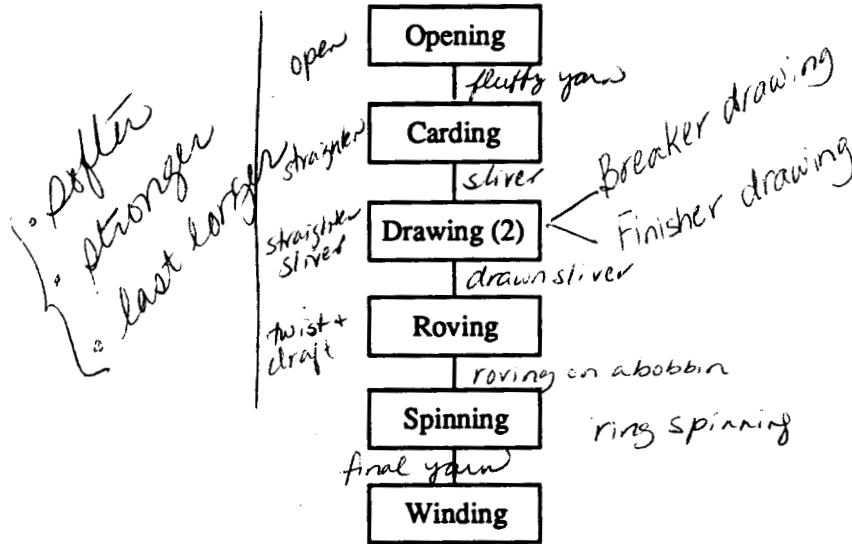 Opening
open
fluffy yarn
Carding
straighten
sliver
Breaker drawing
Drawing (2)
straighten
sliver
Finisher drawing
drawn sliver
Roving
twist +
draft
roving on a bobbin
Spinning
ring spinning
final yarn
Winding
softer
stronger
last longer